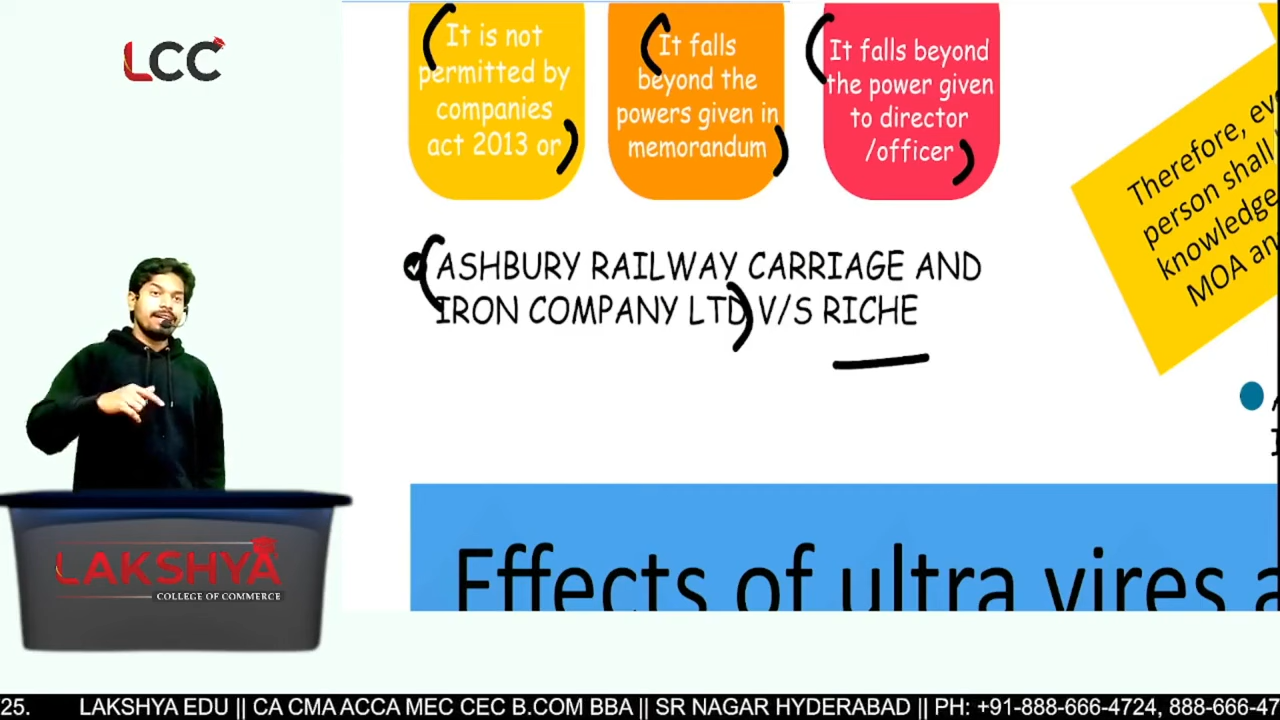 LCC
It is not
permitted by
companies
act 2013 or
It falls
beyond the
powers given in
memorandum
It falls beyond
the power given
to director
/officer
Therefore, eve
person shall
knowledge
MOA an
ASHBURY RAILWAY CARRIAGE AND
IRON COMPANY LTD V/S RICHE
Effects of ultra vires a
LAKSHYA
COLLEGE OF COMMERCE
25. LAKSHYA EDU || CA CMA ACCA MEC CEC B.COM BBA || SR NAGAR HYDERABAD || PH: +91-888-666-4724, 888-666-47